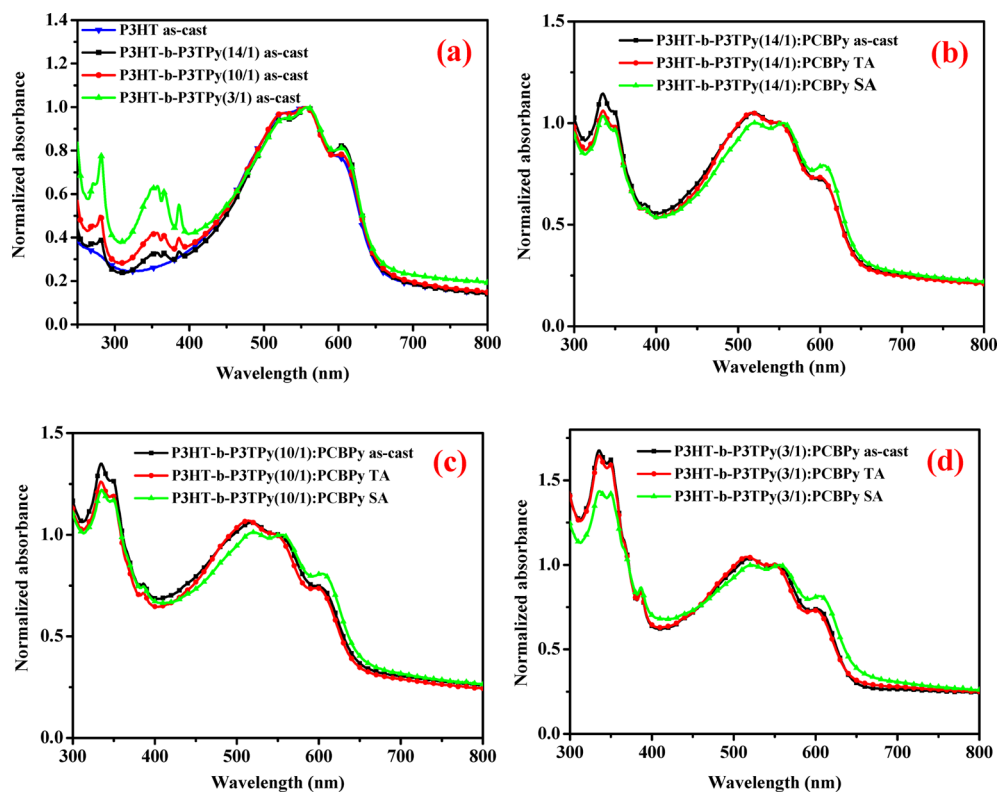 (a)
P3HT as-cast
P3HT-b-P3TPy(14/1) as-cast
P3HT-b-P3TPy(10/1) as-cast
P3HT-b-P3TPy(3/1) as-cast
Normalized absorbance
1.4
1.2
1.0
0.8
0.6
0.4
0.2
0.0
300 400 500 600 700 800
Wavelength (nm)
(b)
P3HT-b-P3TPy(14/1):PCBPy as-cast
P3HT-b-P3TPy(14/1):PCBPy TA
P3HT-b-P3TPy(14/1):PCBPy SA
Normalized absorbance
1.5
1.0
0.5
0.0
300 400 500 600 700 800
Wavelength (nm)
(c)
P3HT-b-P3TPy(10/1):PCBPy as-cast
P3HT-b-P3TPy(10/1):PCBPy TA
P3HT-b-P3TPy(10/1):PCBPy SA
Normalized absorbance
1.5
1.0
0.5
0.0
300 400 500 600 700 800
Wavelength (nm)
(d)
P3HT-b-P3TPy(3/1):PCBPy as-cast
P3HT-b-P3TPy(3/1):PCBPy TA
P3HT-b-P3TPy(3/1):PCBPy SA
Normalized absorbance
1.5
1.0
0.5
0.0
300 400 500 600 700 800
Wavelength (nm)